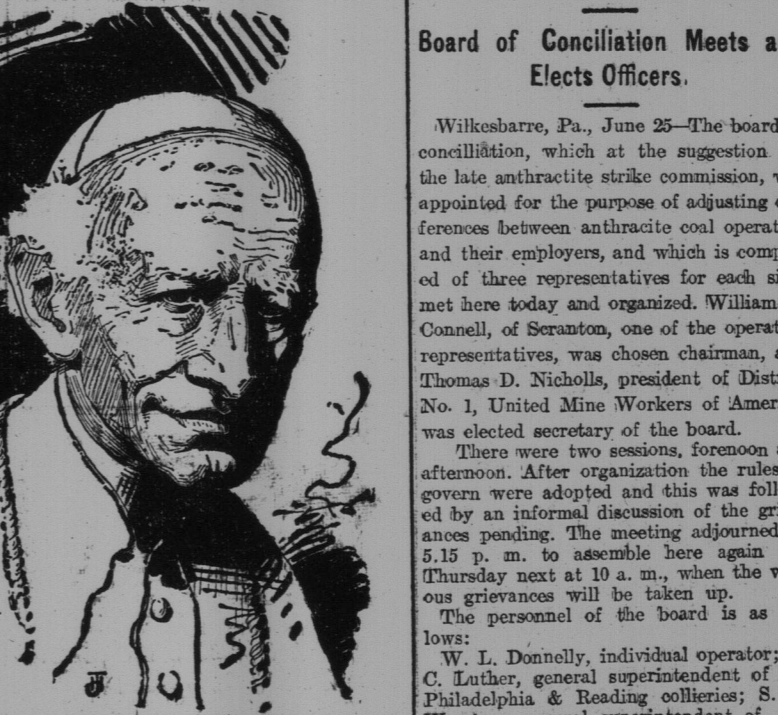 Board of Conciliation Meets a
Elects Officers.
Wilkesbarre, Pa., June 25—The board
concilliation, which at the suggestion
the late anthractite strike commission,
appointed for the purpose of adjusting
ferences between anthracite coal operat
and their employers, and which is comp
ed of three representatives for each si
met here today and organized. William
Connell, of Scranton, one of the operat
representatives, was chosen chairman,
Thomas D. Nicholls, president of Dist
No. 1, United Mine Workers of Amer
was elected secretary of the board.
There were two sessions, forenoon
afternoon. After organization the rules
govern were adopted and this was foll
ed by an informal discussion of the gri
ances pending. The meeting adjourned
5.15 p. m. to assemble here again
Thursday next at 10 a. m., when the v
ous grievances will be taken up.
The personnel of the board is as
lows:
W. L. Donnelly, individual operator;
C. Luther, general superintendent of
Philadelphia & Reading collieries; S.